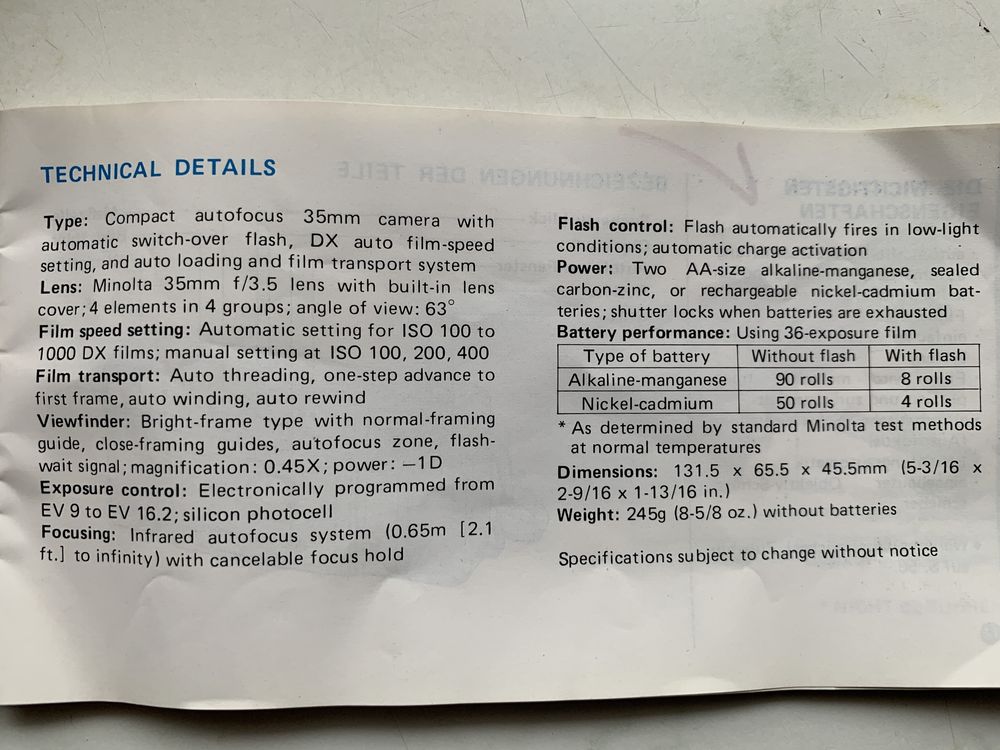 TECHNICAL DETAILS
Type: Compact autofocus 35mm camera with
automatic switch-over flash, DX auto film-speed
setting, and auto loading and film transport system
Lens: Minolta 35mm f/3.5 lens with built-in lens
cover; 4 elements in 4 groups; angle of view: 63°
Film speed setting: Automatic setting for ISO 100 to
1000 DX films; manual setting at ISO 100, 200, 400
Film transport: Auto threading, one-step advance to
first frame, auto winding, auto rewind
Viewfinder: Bright-frame type with normal-framing
guide, close-framing guides, autofocus zone, flash-
wait signal; magnification: 0.45X; power: −1D
Exposure control: Electronically programmed from
EV 9 to EV 16.2; silicon photocell
Focusing: Infrared autofocus system (0.65m [2.1
ft.] to infinity) with cancelable focus hold
Flash control: Flash automatically fires in low-light
conditions; automatic charge activation
Power: Two AA-size alkaline-manganese, sealed
carbon-zinc, or rechargeable nickel-cadmium bat-
teries; shutter locks when batteries are exhausted
Battery performance: Using 36-exposure film
Type of battery Without flash With flash
Alkaline-manganese 90 rolls 8 rolls
Nickel-cadmium 50 rolls 4 rolls
* As determined by standard Minolta test methods
at normal temperatures
Dimensions: 131.5 x 65.5 x 45.5mm (5-3/16 x
2-9/16 x 1-13/16 in.)
Weight: 245g (8-5/8 oz.) without batteries
Specifications subject to change without notice
BEZEICHNUNGEN DER TEILE
DIE WICHTIGSTEN
EIGENSCHAFTEN